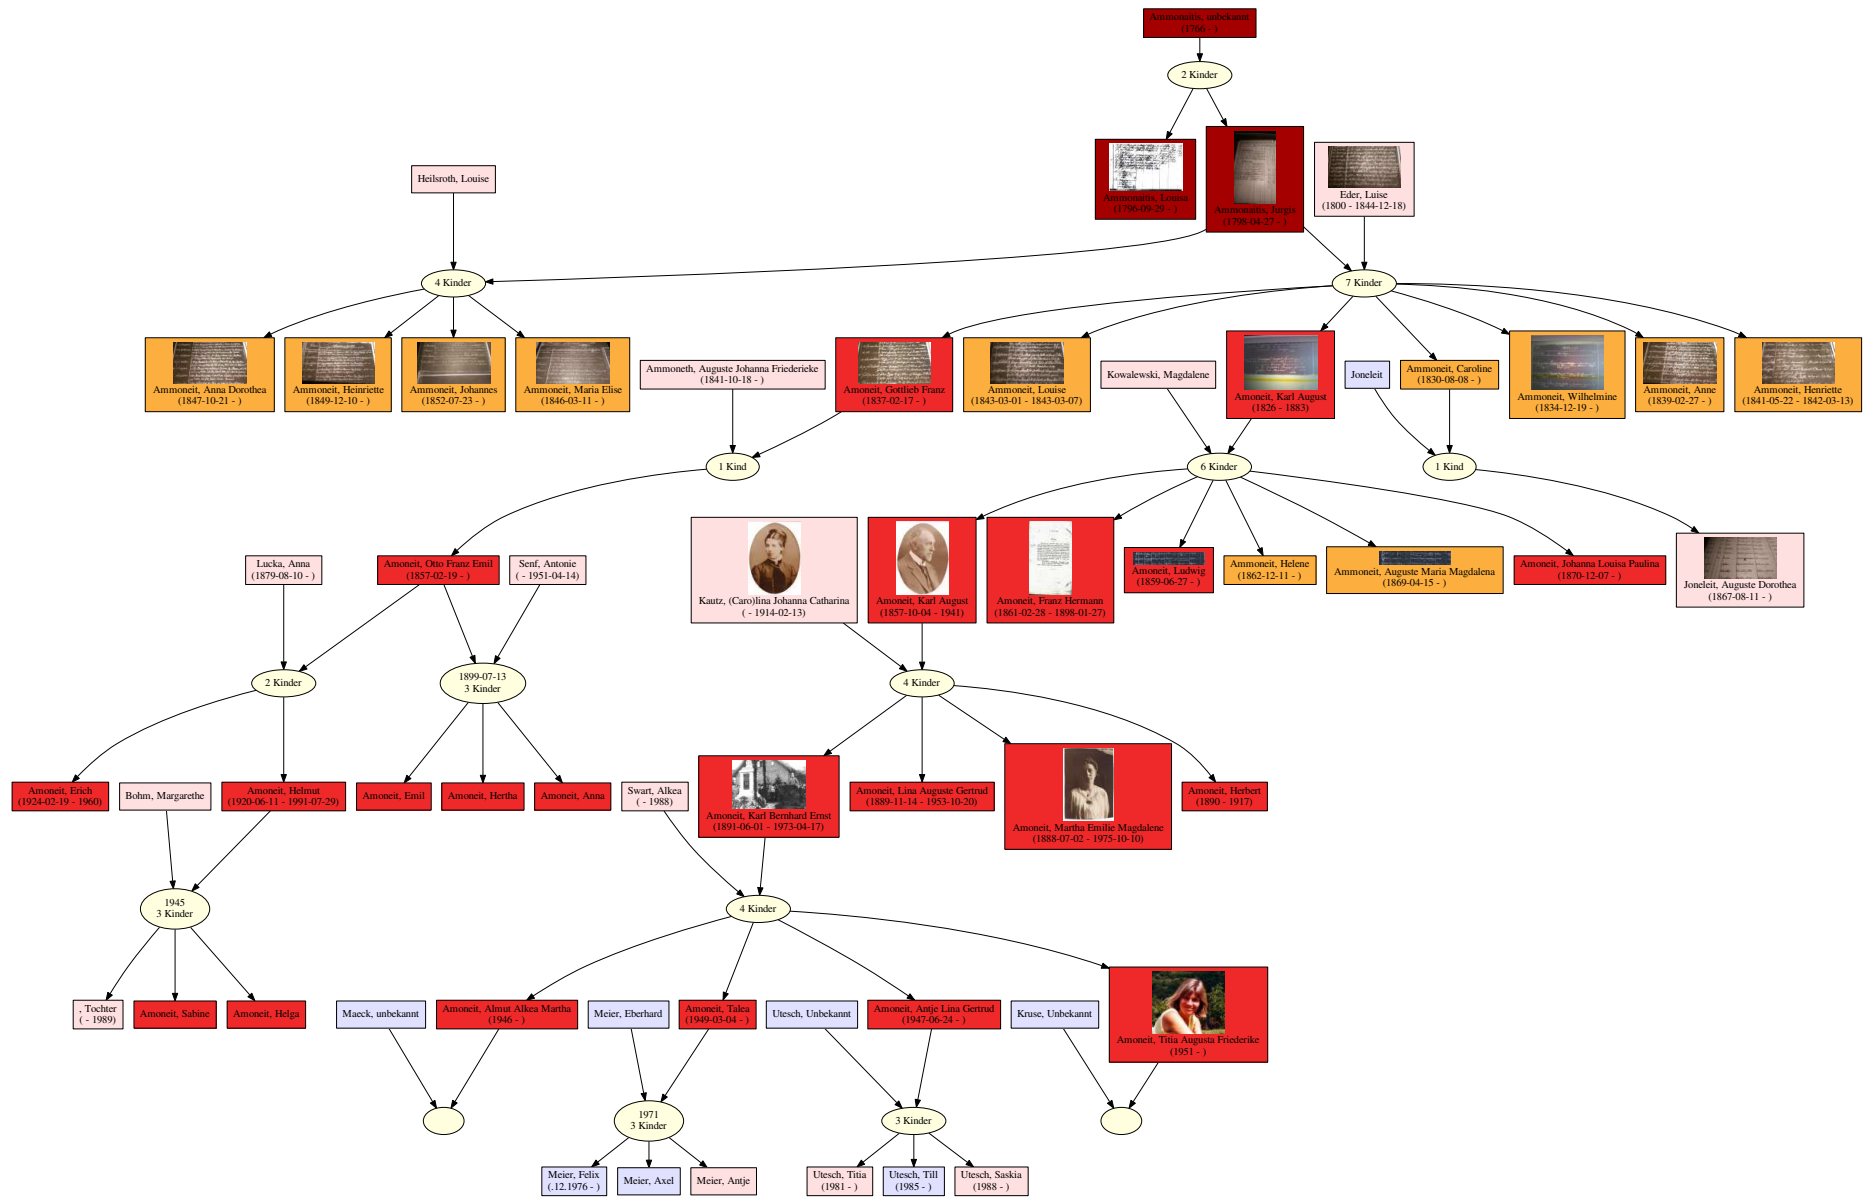 Ammonaitis, unbekannt
(1766 - )
2 Kinder
Ammonaitis, Louisa
(1796-09-29 - )
Ammonaitis, Jurgis
(1798-04-27 - )
Eder, Luise
(1800 - 1844-12-18)
Heilsroth, Louise
4 Kinder
7 Kinder
Ammoneit, Anna Dorothea
(1847-10-21 - )
Ammoneit, Heinriette
(1849-12-10 - )
Ammoneit, Johannes
(1852-07-23 - )
Ammoneit, Maria Elise
(1846-03-11 - )
Ammoneth, Auguste Johanna Friederieke
(1841-10-18 - )
Amoneit, Gottlieb Franz
(1837-02-17 - )
Ammoneit, Louise
(1843-03-01 - 1843-03-07)
Kowalewski, Magdalene
Amoneit, Karl August
(1826 - 1883)
Joneleit
Ammoneit, Caroline
(1830-08-08 - )
Ammoneit, Wilhelmine
(1834-12-19 - )
Ammoneit, Anne
(1839-02-27 - )
Ammoneit, Henriette
(1841-05-22 - 1842-03-13)
1 Kind
6 Kinder
1 Kind
Lucka, Anna
(1879-08-10 - )
Amoneit, Otto Franz Emil
(1857-02-19 - )
Senf, Antonie
( - 1951-04-14)
Kautz, (Caro)lina Johanna Catharina
( - 1914-02-13)
Amoneit, Karl August
(1857-10-04 - 1941)
Amoneit, Franz Hermann
(1861-02-28 - 1898-01-27)
Amoneit, Ludwig
(1859-06-27 - )
Ammoneit, Helene
(1862-12-11 - )
Ammoneit, Auguste Maria Magdalena
(1869-04-15 - )
Amoneit, Johanna Louisa Paulina
(1870-12-07 - )
Joneleit, Auguste Dorothea
(1867-08-11 - )
2 Kinder
1899-07-13
3 Kinder
4 Kinder
Amoneit, Erich
(1924-02-19 - 1960)
Bohm, Margarethe
Amoneit, Helmut
(1920-06-11 - 1991-07-29)
Amoneit, Emil
Amoneit, Hertha
Amoneit, Anna
Swart, Alkea
( - 1988)
Amoneit, Karl Bernhard Ernst
(1891-06-01 - 1973-04-17)
Amoneit, Lina Auguste Gertrud
(1889-11-14 - 1953-10-20)
Amoneit, Martha Emilie Magdalene
(1888-07-02 - 1975-10-10)
Amoneit, Herbert
(1890 - 1917)
1945
3 Kinder
4 Kinder
, Tochter
( - 1989)
Amoneit, Sabine
Amoneit, Helga
Maeck, unbekannt
Amoneit, Almut Alkea Martha
(1946 - )
Meier, Eberhard
Amoneit, Talea
(1949-03-04 - )
Utesch, Unbekannt
Amoneit, Antje Lina Gertrud
(1947-06-24 - )
Kruse, Unbekannt
Amoneit, Titia Augusta Friederike
(1951 - )
1971
3 Kinder
3 Kinder
Meier, Felix
(.12.1976 - )
Meier, Axel
Meier, Antje
Utesch, Titia
(1981 - )
Utesch, Till
(1985 - )
Utesch, Saskia
(1988 - )